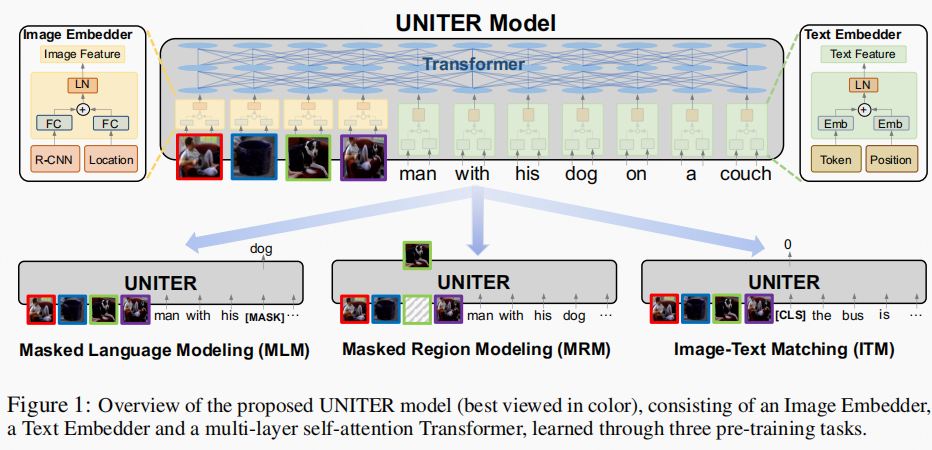 UNITER Model
Image Embedder
Image Feature
LN
+
FC FC
R-CNN Location
Transformer
man with his dog on a couch
Text Embedder
Text Feature
LN
+
Emb Emb
Token Position
dog
UNITER
man with his [MASK] ...
Masked Language Modeling (MLM)
UNITER
man with his dog ...
Masked Region Modeling (MRM)
0
UNITER
[CLS] the bus is ...
Image-Text Matching (ITM)
Figure 1: Overview of the proposed UNITER model (best viewed in color), consisting of an Image Embedder,
a Text Embedder and a multi-layer self-attention Transformer, learned through three pre-training tasks.